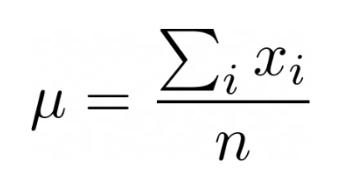 μ = ∑ᵢ xᵢ / n